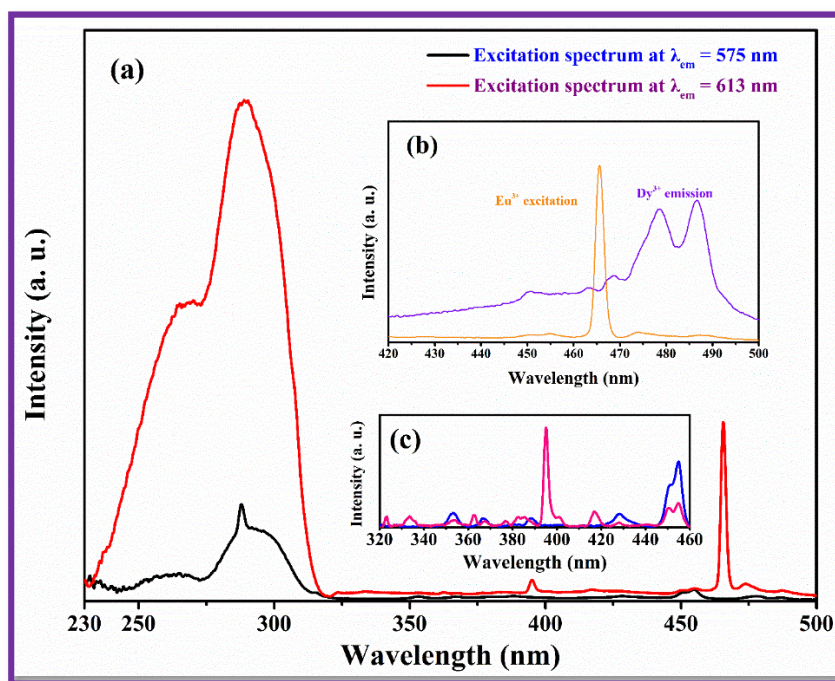 (a)
Excitation spectrum at λem = 575 nm
Excitation spectrum at λem = 613 nm
(b)
Eu³⁺ excitation
Dy³⁺ emission
Intensity (a. u.)
420 430 440 450 460 470 480 490 500
Wavelength (nm)
(c)
Intensity (a. u.)
320 340 360 380 400 420 440 460
Wavelength (nm)
Intensity (a. u.)
230 250 300 350 400 450 500
Wavelength (nm)